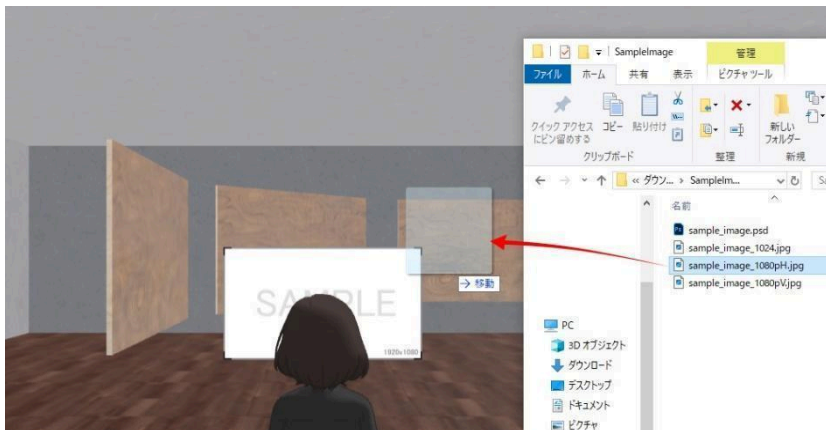 SampleImage
管理
ファイル ホーム 共有 表示 ピクチャ ツール
クイック アクセス
にピン留めする
コピー
貼り付け
新しい
フォルダー
クリップボード
整理
新規
« ダウン... › SampleIm...
名前
sample_image.psd
sample_image_1024.jpg
sample_image_1080pH.jpg
sample_image_1080pV.jpg
→ 移動
SAMPLE
1920x1080
PC
3D オブジェクト
ダウンロード
デスクトップ
ドキュメント
ピクチャ